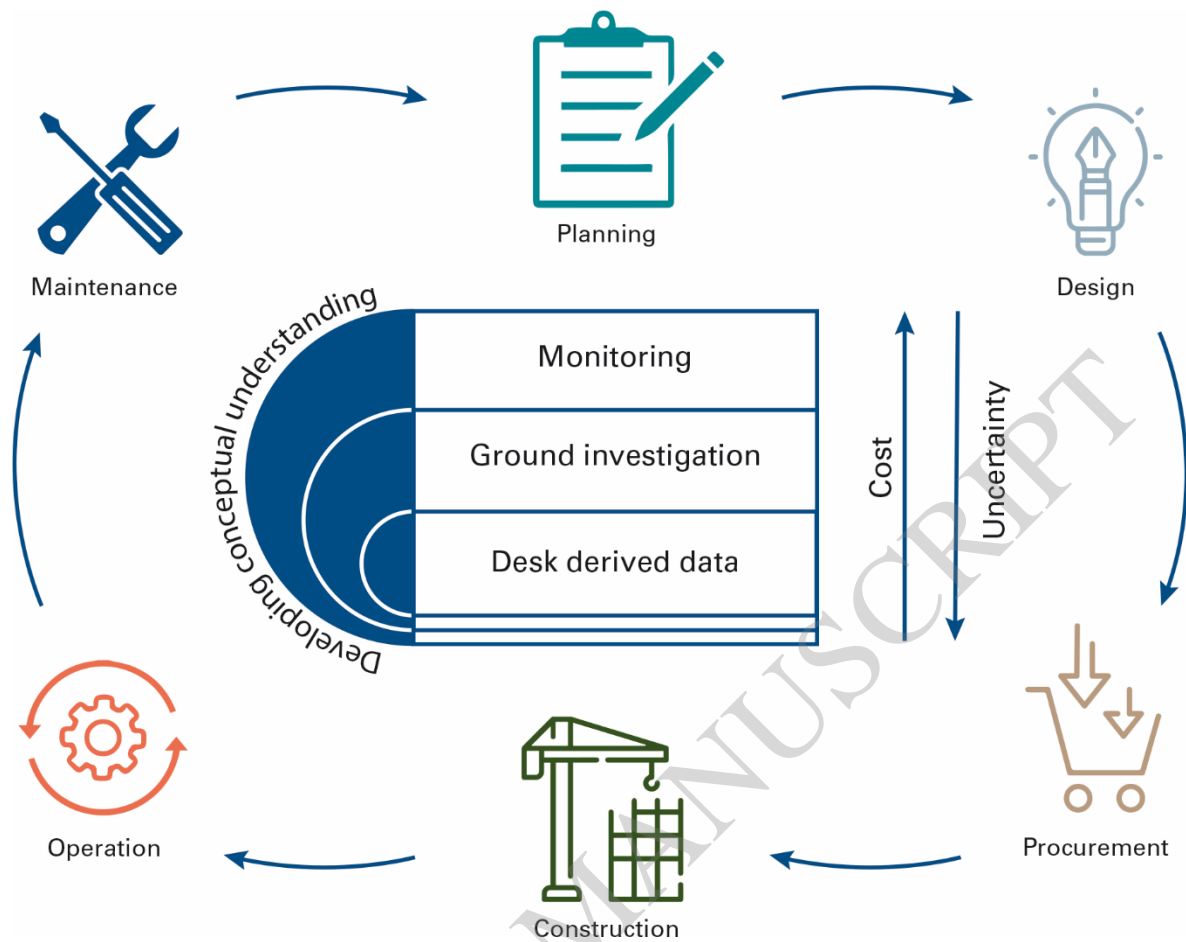 Planning
Maintenance
Design
Developing conceptual understanding
Monitoring
Ground investigation
Desk derived data
Cost
Uncertainty
Operation
Procurement
Construction
MANUSCRIPT